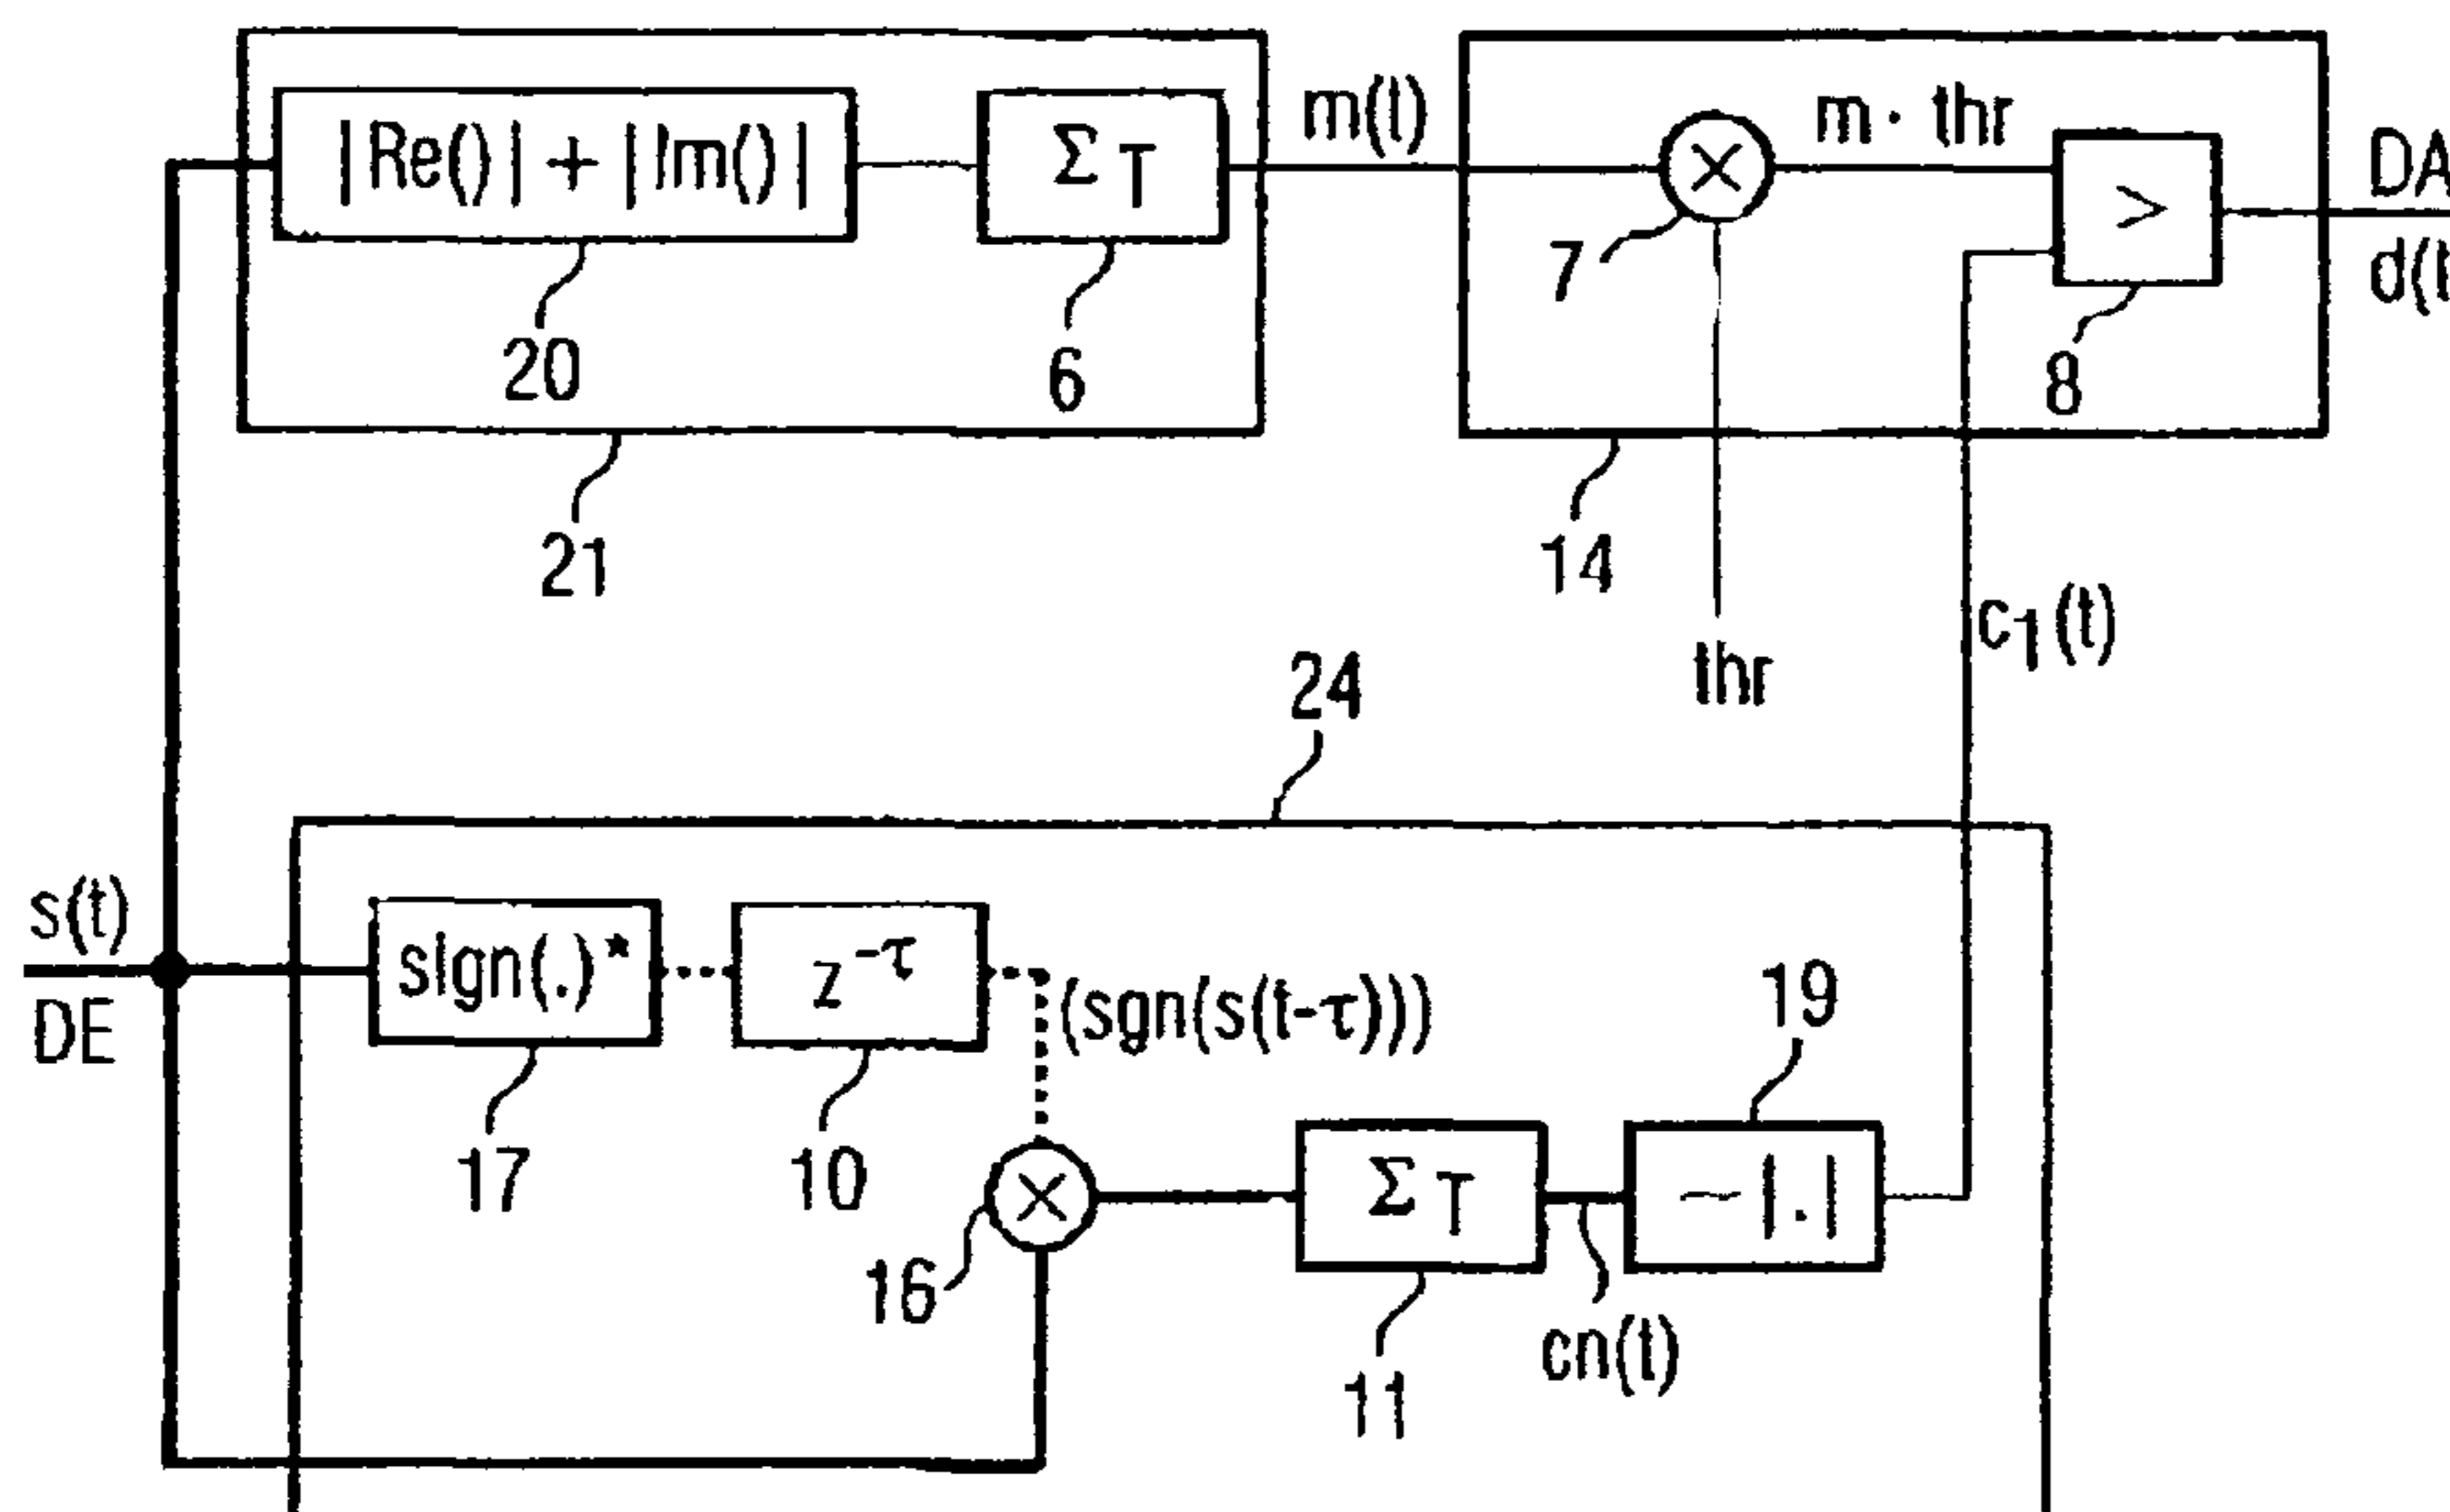 |Re()| + |Im()|
Σ T
m(t)
m · thr
>
DA
d(t
7
20
6
8
21
14
thr
c1(t)
24
s(t)
DE
sign(.)*
z^-τ
(sgn(s(t-τ)))
19
17
10
16
Σ T
~|.|
11
cn(t)